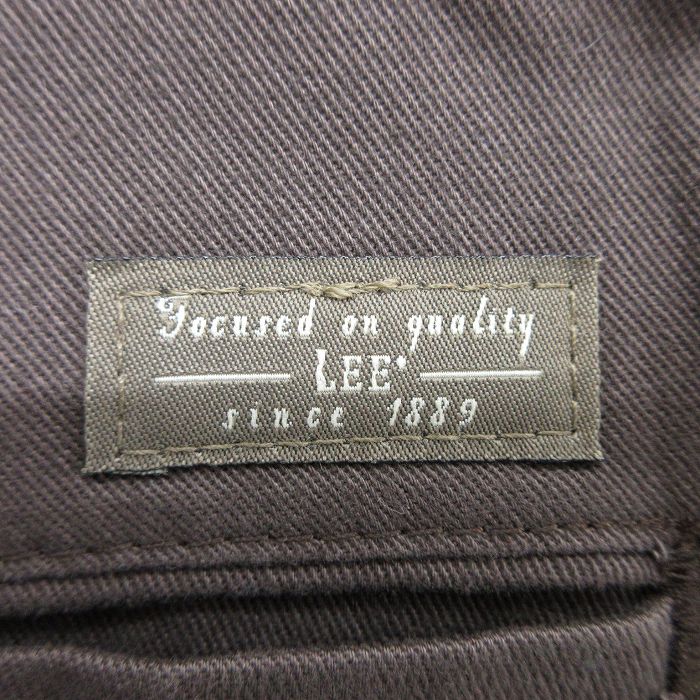 Focused on quality
LEE®
since 1889